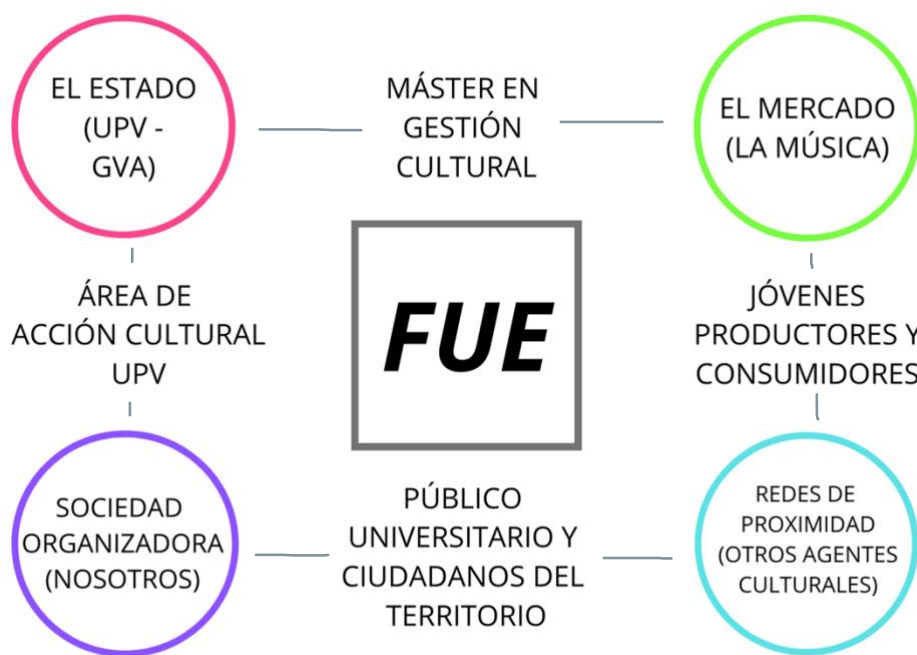 EL ESTADO
(UPV -
GVA)
MÁSTER EN
GESTIÓN
CULTURAL
EL MERCADO
(LA MÚSICA)
ÁREA DE
ACCIÓN CULTURAL
UPV
FUE
JÓVENES
PRODUCTORES Y
CONSUMIDORES
SOCIEDAD
ORGANIZADORA
(NOSOTROS)
PÚBLICO
UNIVERSITARIO Y
CIUDADANOS DEL
TERRITORIO
REDES DE
PROXIMIDAD
(OTROS AGENTES
CULTURALES)